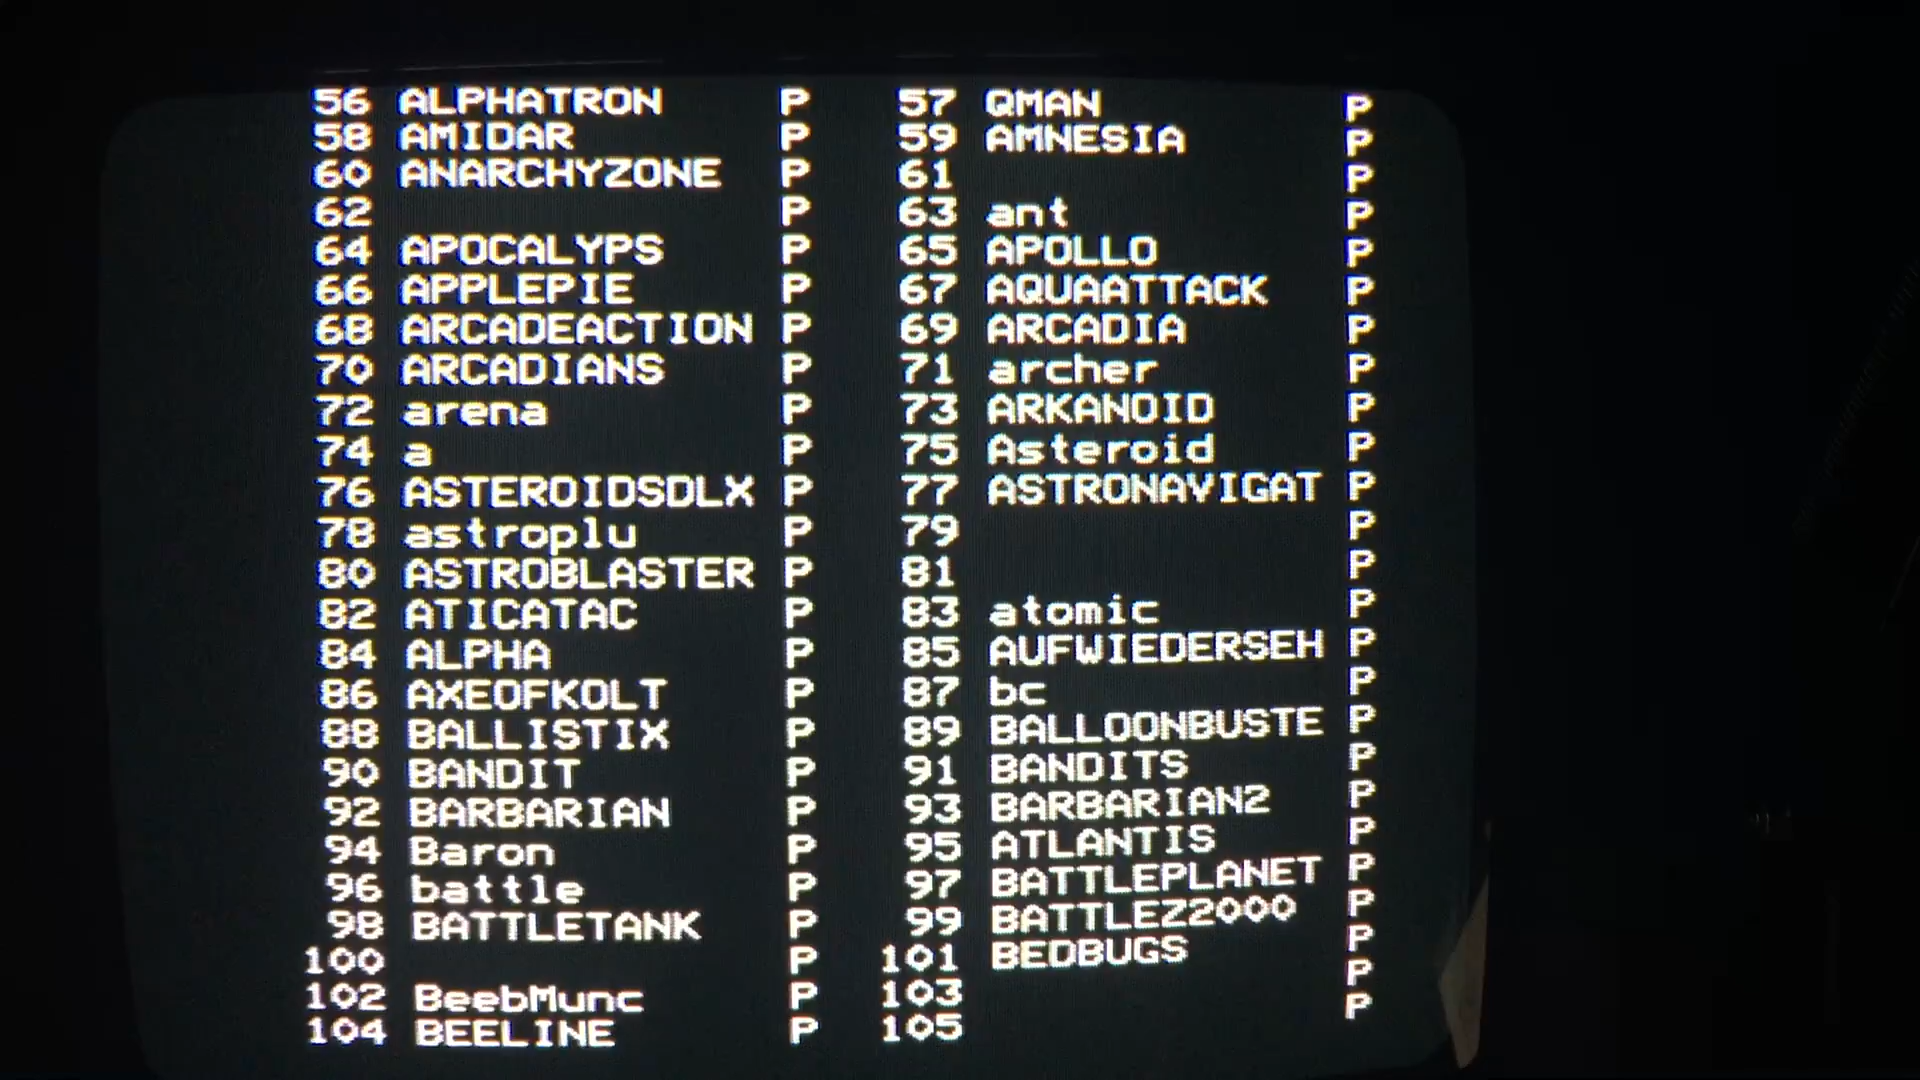 56 ALPHATRON P 57 QMAN P
58 AMIDAR P 59 AMNESIA P
60 ANARCHYZONE P 61 P
62 P 63 ant P
64 APOCALYPS P 65 APOLLO P
66 APPLEPIE P 67 AQUAATTACK P
68 ARCADEACTION P 69 ARCADIA P
70 ARCADIANS P 71 archer P
72 arena P 73 ARKANOID P
74 a P 75 Asteroid P
76 ASTEROIDSDLX P 77 ASTRONAVIGAT P
78 astroplu P 79 P
80 ASTROBLASTER P 81 P
82 ATICATAC P 83 atomic P
84 ALPHA P 85 AUFWIEDERSEH P
86 AXEOFKOLT P 87 bc P
88 BALLISTIX P 89 BALLOONBUSTE P
90 BANDIT P 91 BANDITS P
92 BARBARIAN P 93 BARBARIAN2 P
94 Baron P 95 ATLANTIS P
96 battle P 97 BATTLEPLANET P
98 BATTLETANK P 99 BATTLEZ2000 P
100 P 101 BEDBUGS P
102 BeebMunc P 103 P
104 BEELINE P 105 P